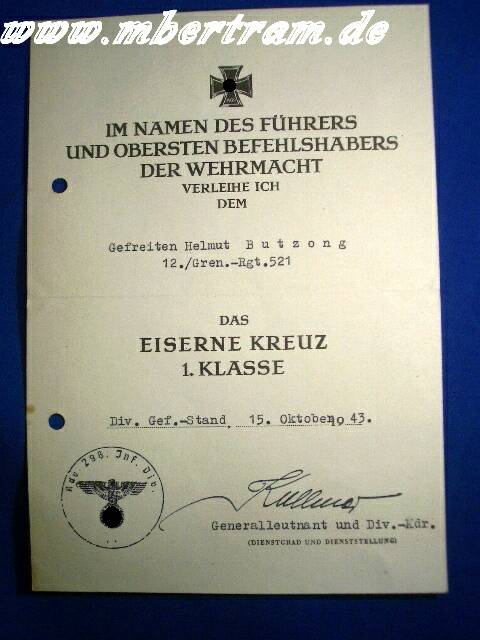 www.mbertram.de
IM NAMEN DES FÜHRERS
UND OBERSTEN BEFEHLSHABERS
DER WEHRMACHT
VERLEIHE ICH
DEM
Gefreiten Helmut Butzong
12./Gren.-Rgt.521
DAS
EISERNE KREUZ
1. KLASSE
Div. Gef.-Stand, 15. Oktober 1943.
Inf. Div.
Generalleutnant und Div.-Kdr.
(DIENSTGRAD UND DIENSTSTELLUNG)